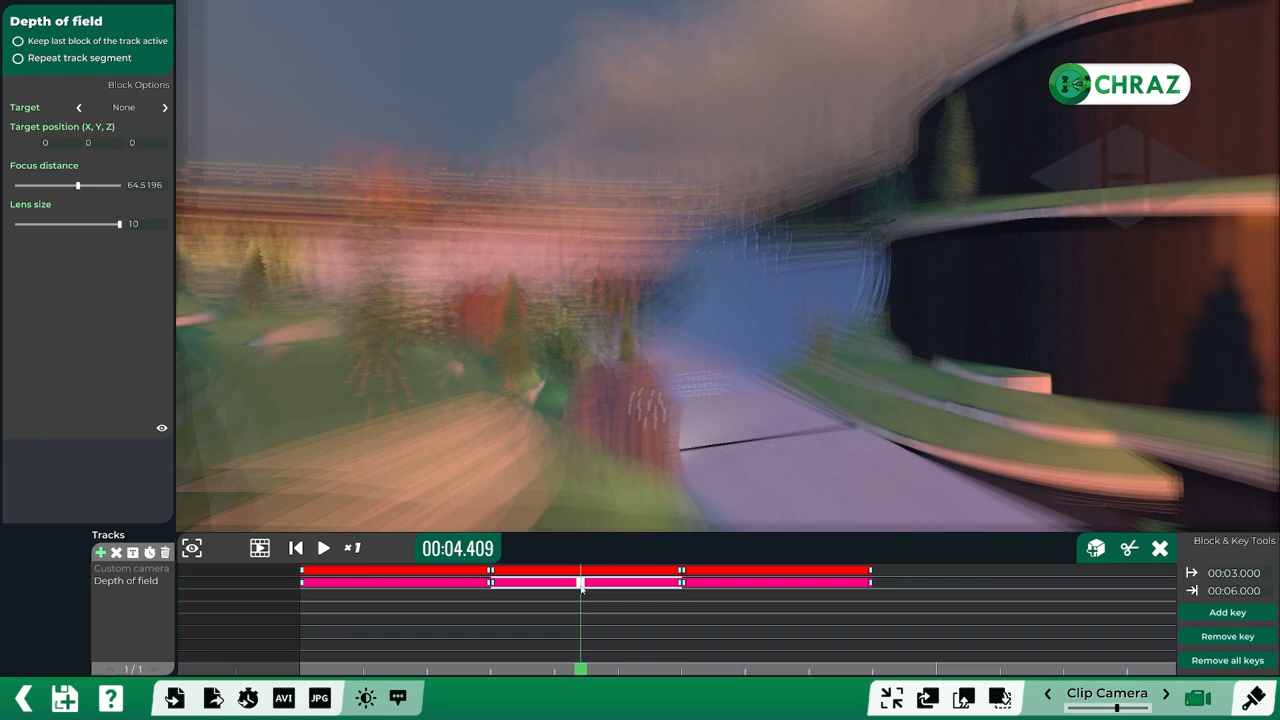 Depth of field
Keep last block of the track active
Repeat track segment
Block Options
Target
None
Target position (X, Y, Z)
0 0 0
Focus distance
64.5196
Lens size
10
CHRAZ
Tracks
Custom camera
Depth of field
1 / 1
× 1
00:04.409
Block & Key Tools
00:03.000
00:06.000
Add key
Remove key
Remove all keys
AVI
JPG
Clip Camera